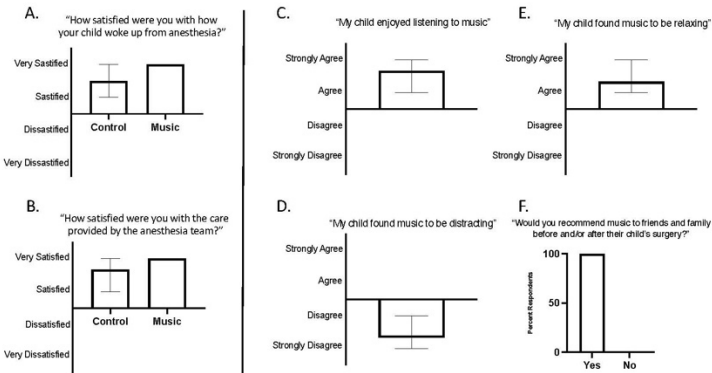 A.
"How satisfied were you with how
your child woke up from anesthesia?"
Very Sastified
Sastified
Dissastified
Very Dissastified
Control Music
B.
"How satisfied were you with the care
provided by the anesthesia team?"
Very Satisfied
Satisfied
Dissatisfied
Very Dissatisfied
Control Music
C.
"My child enjoyed listening to music"
Strongly Agree
Agree
Disagree
Strongly Disagree
D.
"My child found music to be distracting"
Strongly Agree
Agree
Disagree
Strongly Disagree
E.
"My child found music to be relaxing"
Strongly Agree
Agree
Disagree
Strongly Disagree
F.
"Would you recommend music to friends and family
before and/or after their child's surgery?"
Percent Respondents
100
50
0
Yes No